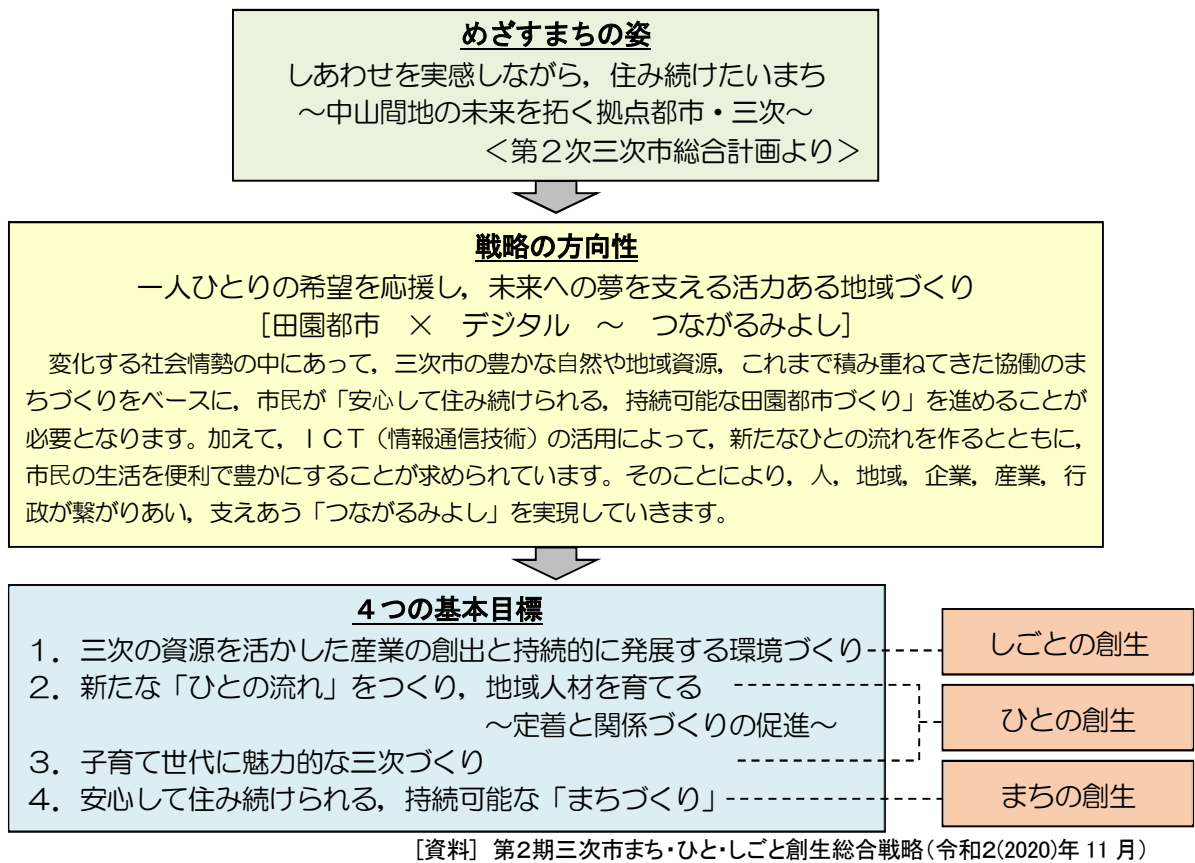 めざすまちの姿
しあわせを実感しながら，住み続けたいまち
～中山間地の未来を拓く拠点都市・三次～
＜第２次三次市総合計画より＞
戦略の方向性
一人ひとりの希望を応援し，未来への夢を支える活力ある地域づくり
［田園都市　×　デジタル　～　つながるみよし］
変化する社会情勢の中にあって，三次市の豊かな自然や地域資源，これまで積み重ねてきた協働のま
ちづくりをベースに，市民が「安心して住み続けられる，持続可能な田園都市づくり」を進めることが
必要となります。加えて，ＩＣＴ（情報通信技術）の活用によって，新たなひとの流れを作るとともに，
市民の生活を便利で豊かにすることが求められています。そのことにより，人，地域，企業，産業，行
政が繋がりあい，支えあう「つながるみよし」を実現していきます。
４つの基本目標
１．三次の資源を活かした産業の創出と持続的に発展する環境づくり
しごとの創生
２．新たな「ひとの流れ」をつくり，地域人材を育てる
～定着と関係づくりの促進～
ひとの創生
３．子育て世代に魅力的な三次づくり
４．安心して住み続けられる，持続可能な「まちづくり」
まちの創生
［資料］ 第２期三次市まち・ひと・しごと創生総合戦略（令和２(2020)年 11 月）